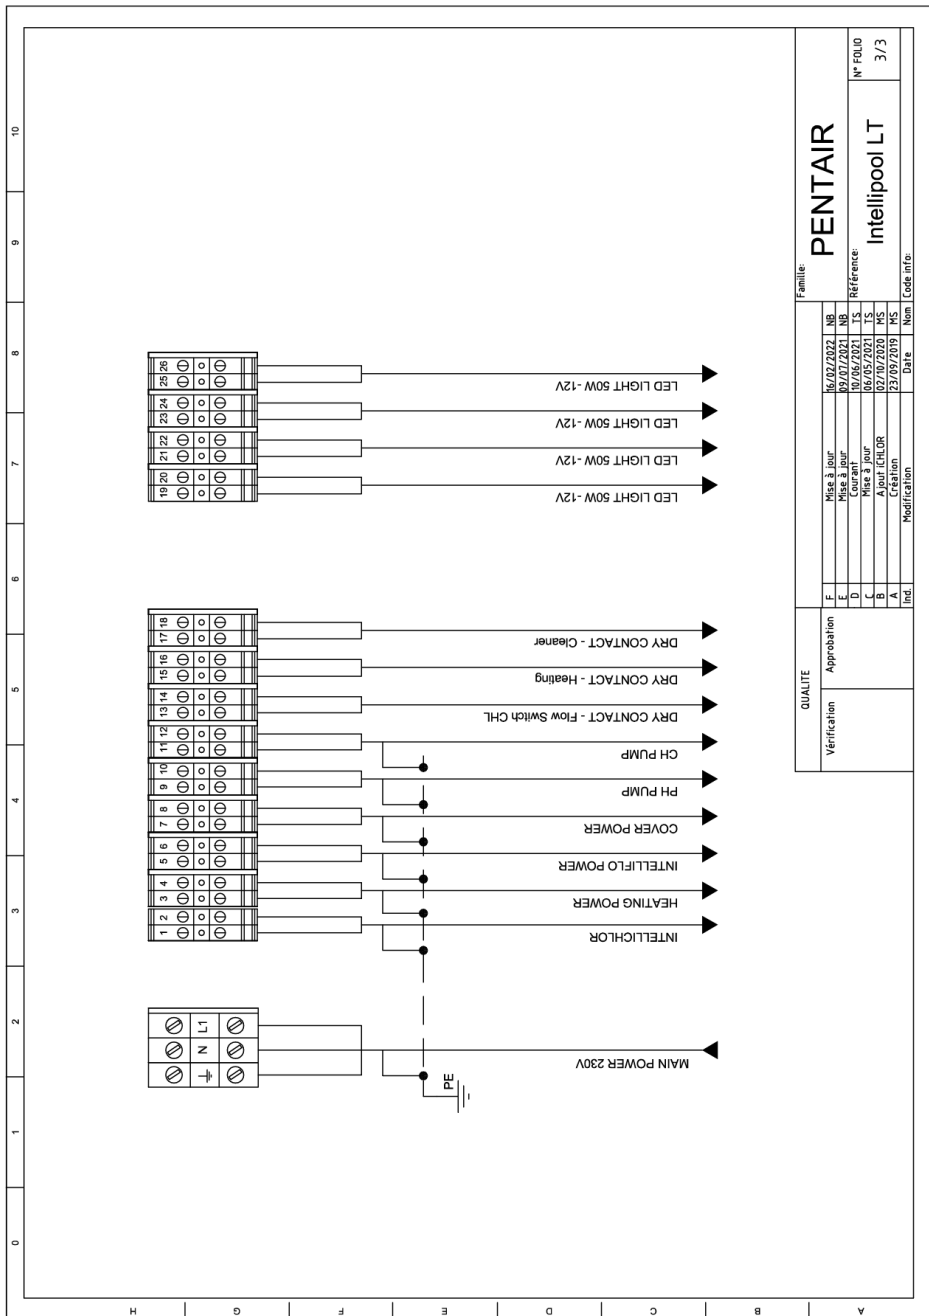 0 1 2 3 4 5 6 7 8 9 10
H G F E D C B A
N L1
1 2 3 4 5 6 7 8 9 10 11 12 13 14 15 16 17 18
19 20 21 22 23 24 25 26
PE
MAIN POWER 230V
INTELLICHLOR
HEATING POWER
INTELLIFLO POWER
COVER POWER
PH PUMP
CH PUMP
DRY CONTACT - Flow Switch CHL
DRY CONTACT - Heating
DRY CONTACT - Cleaner
LED LIGHT 50W -12V
LED LIGHT 50W -12V
LED LIGHT 50W -12V
LED LIGHT 50W -12V
QUALITE
Vérification Approbation
F Mise à jour 16/02/2022 NB
E Mise à jour 09/07/2021 NB
D Courant 10/06/2021 TS
C Mise à jour 06/05/2021 TS
B Ajout iCHLOR 02/10/2020 MS
A Création 23/09/2019 MS
Ind. Modification Date Nom
Famille:
PENTAIR
Référence:
Intellipool LT
N° FOLIO
3/3
Code info: